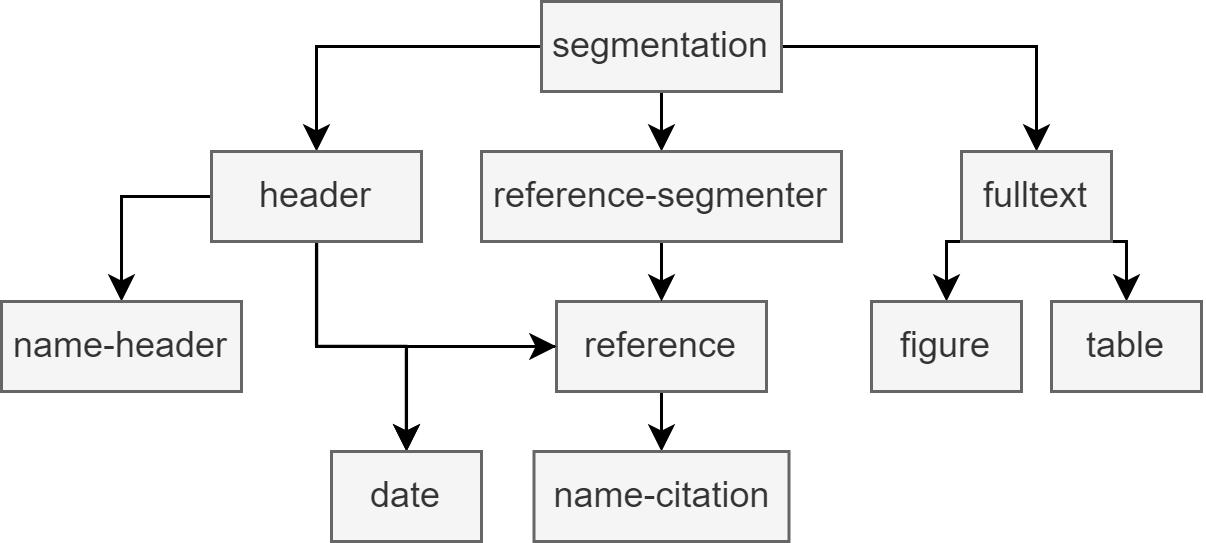 segmentation
header
reference-segmenter
fulltext
name-header
reference
figure
table
date
name-citation